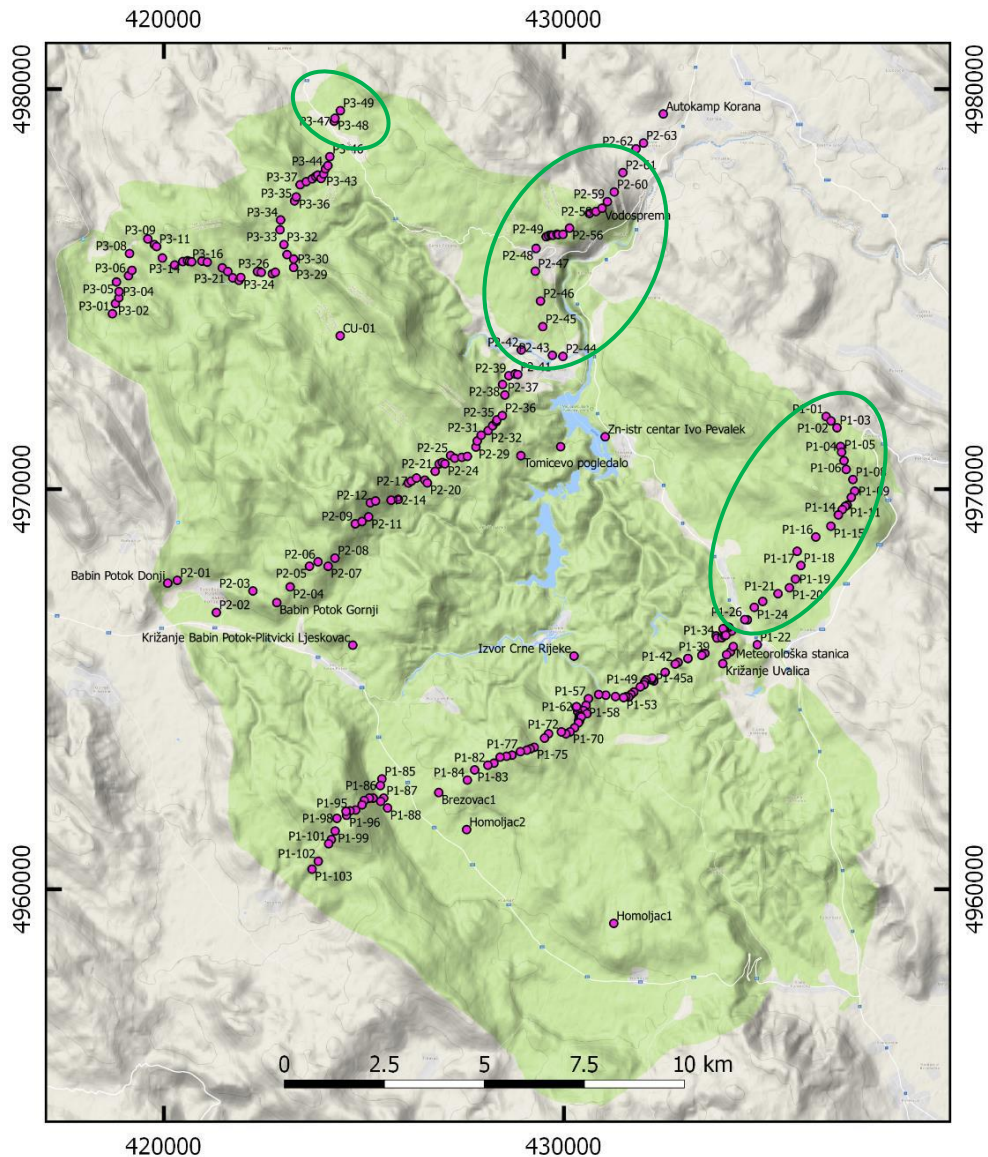 420000 430000
4980000 4980000
P3-49
P3-47 P3-48
Autokamp Korana
P2-62 P2-63
P3-46
P3-44
P3-43
P2-61
P3-37
P2-60
P3-35
P3-36
P2-59
P2-58 Vodosprema
P3-34
P3-33 P3-32
P2-49 P2-56
P3-09
P3-11
P3-08
P2-48
P3-14 P3-16
P3-30
P2-47
P3-06
P3-26
P3-29
P3-21 P3-24
P3-05 P3-04
P3-01 P3-02
P2-46
P2-45
CU-01
P2-42 P2-43 P2-44
P2-41
P2-39
P2-38 P2-37
P2-35 P2-36
P1-01
P1-03
P1-02
P2-31 P2-32
Zn-istr centar Ivo Pevalek
P1-04 P1-05
P2-25
P2-29
P2-21 P2-24
Tomicevo pogledalo
P1-06 P1-08
P2-17 P2-20
4970000 4970000
P2-12 P2-14
P1-09
P2-09 P2-11
P1-14 P1-11
P1-16 P1-15
P2-06 P2-08
P1-17 P1-18
P2-05 P2-07
Babin Potok Donji P2-01
P1-19
P2-03 P2-04
P1-21 P1-20
P2-02 Babin Potok Gornji
P1-26 P1-24
Križanje Babin Potok-Plitvicki Ljeskovac
P1-34 P1-22
Izvor Crne Rijeke
P1-42 P1-39 Meteorološka stanica
Križanje Uvalica
P1-49 P1-45a
P1-57
P1-53
P1-62 P1-58
P1-72 P1-70
P1-77 P1-75
P1-82
P1-85
P1-84 P1-83
P1-86 P1-87
Brezovac1
P1-95 P1-88
P1-98 P1-96
Homoljac2
P1-101 P1-99
P1-102
P1-103
4960000 4960000
Homoljac1
0 2.5 5 7.5 10 km
420000 430000